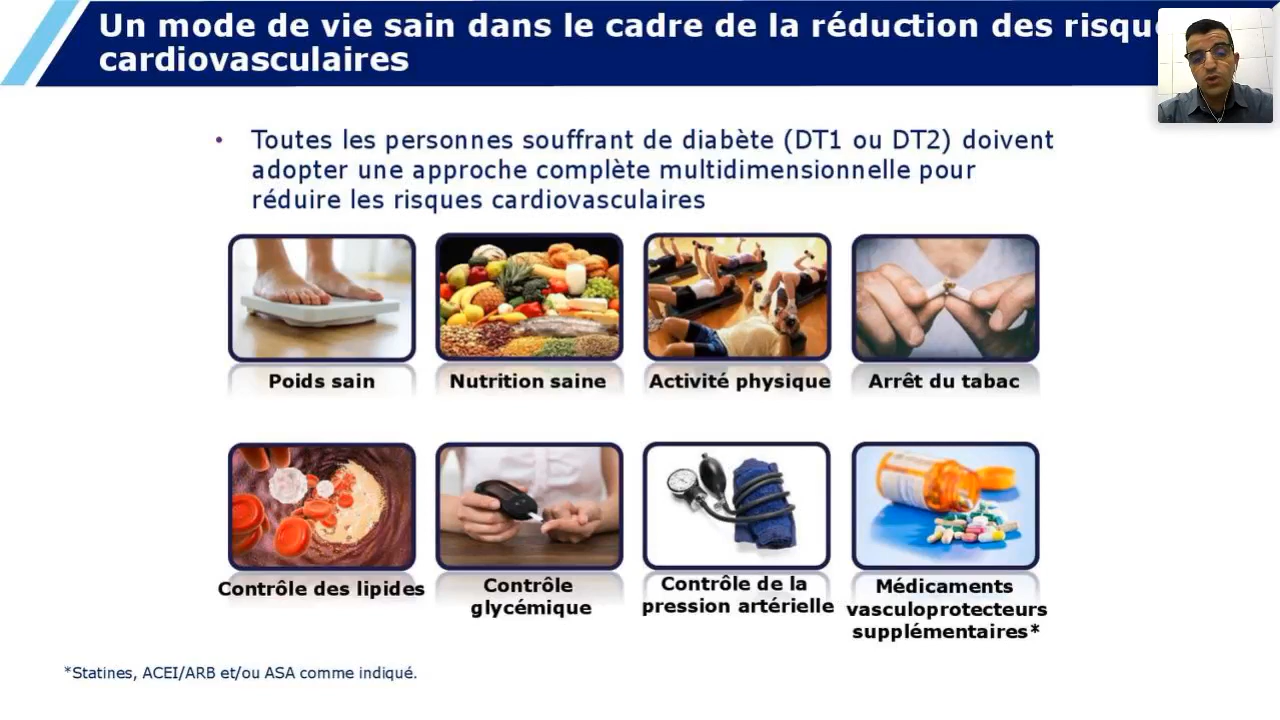 Un mode de vie sain dans le cadre de la réduction des
cardiovasculaires
• Toutes les personnes souffrant de diabète (DT1 ou DT2) doivent
adopter une approche complète multidimensionnelle pour
réduire les risques cardiovasculaires
Poids sain
Nutrition saine
Activité physique
Arrêt du tabac
Contrôle des lipides
Contrôle
glycémique
Contrôle de la
pression artérielle
Médicaments
vasculoprotecteurs
supplémentaires*
*Statines, ACEI/ARB et/ou ASA comme indiqué.